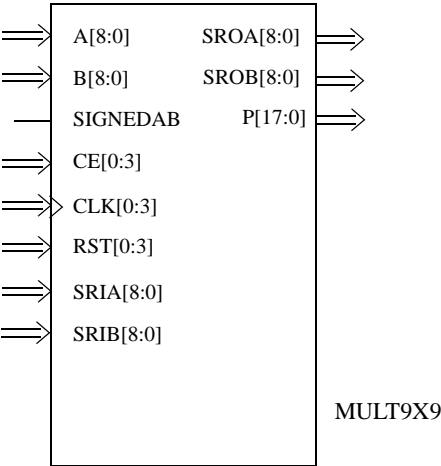 A[8:0] SROA[8:0]
B[8:0] SROB[8:0]
SIGNEDAB P[17:0]
CE[0:3]
CLK[0:3]
RST[0:3]
SRIA[8:0]
SRIB[8:0]
MULT9X9